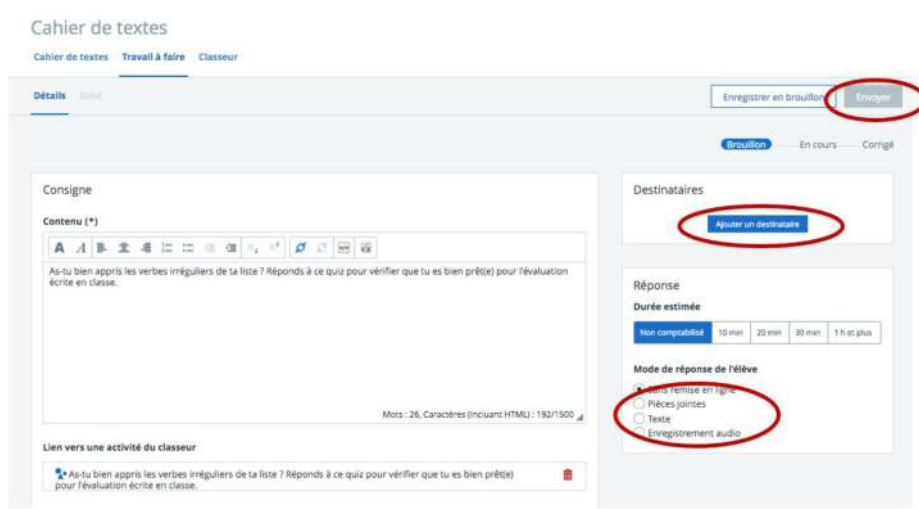 Cahier de textes
Cahier de textes Travail à faire Classeur
Détails Suivi Enregistrer en brouillon Envoyer
Brouillon En cours Corrigé
Consigne
Contenu (*)
As-tu bien appris les verbes irréguliers de ta liste ? Réponds à ce quiz pour vérifier que tu es bien prêt(e) pour l'évaluation
écrite en classe.
Mots : 26, Caractères (incluant HTML) : 192/1500
Lien vers une activité du classeur
As-tu bien appris les verbes irréguliers de ta liste ? Réponds à ce quiz pour vérifier que tu es bien prêt(e)
pour l'évaluation écrite en classe.
Destinataires
Ajouter un destinataire
Réponse
Durée estimée
Non comptabilisé 10 min 20 min 30 min 1 h et plus
Mode de réponse de l'élève
Sans remise en ligne
Pièces jointes
Texte
Enregistrement audio